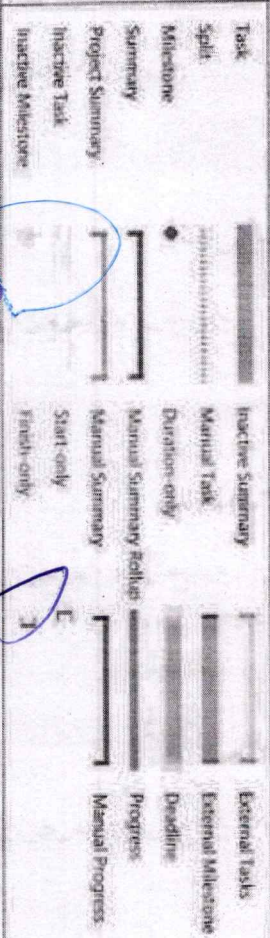 Task
Split
Milestone
Summary
Project Summary
Inactive Task
Inactive Milestone
Inactive Summary
Manual Task
Duration-only
Manual Summary Rollup
Manual Summary
Start-only
Finish-only
External Tasks
External Milestone
Deadline
Progress
Manual Progress